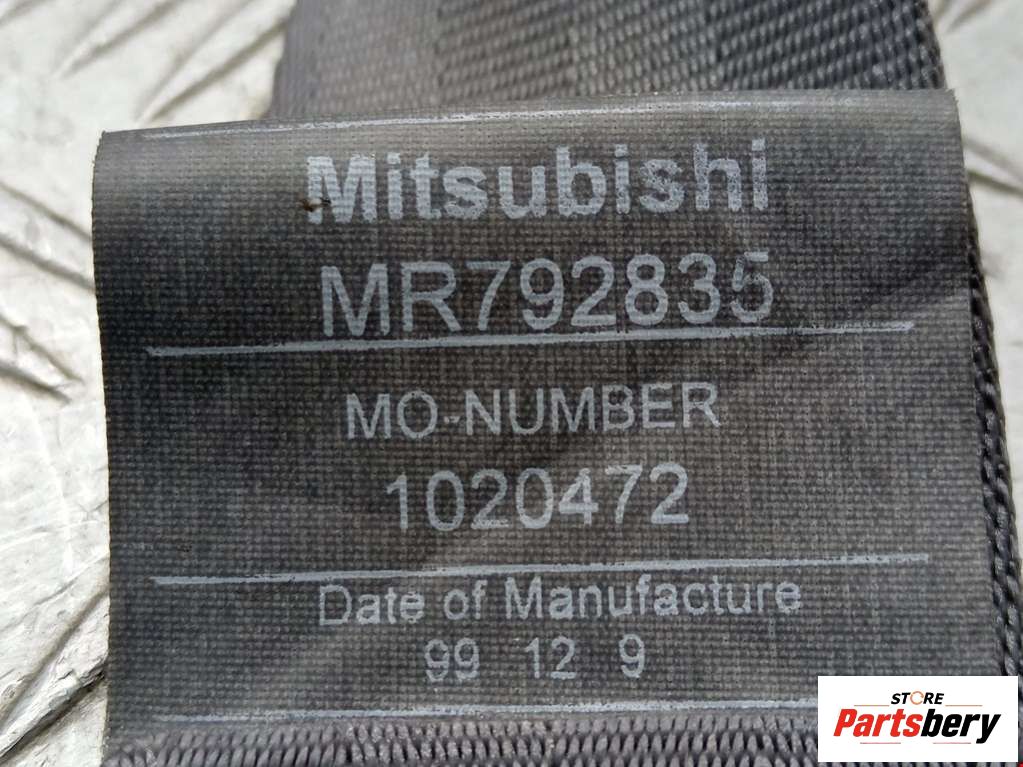 Mitsubishi
MR792835
MO-NUMBER
1020472
Date of Manufacture
99 12 9
STORE
Partsbery